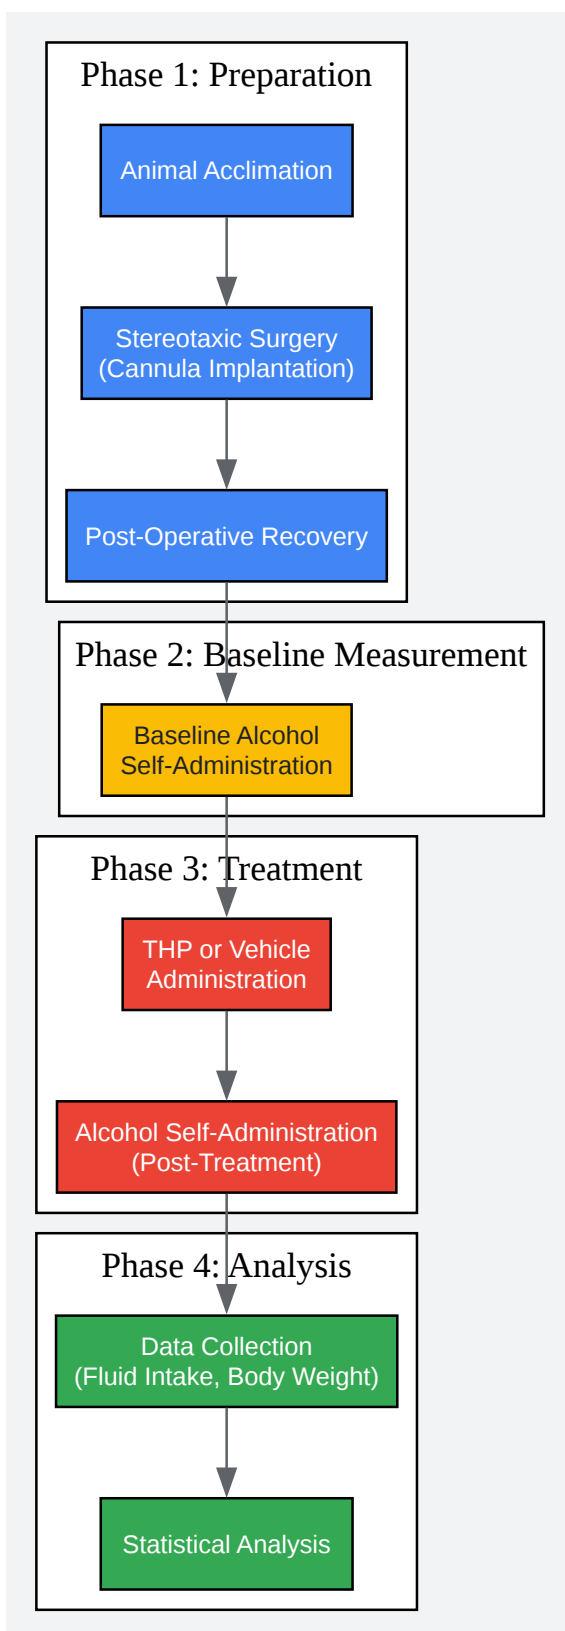 Phase 1: Preparation
Animal Acclimation
Stereotaxic Surgery
(Cannula Implantation)
Post-Operative Recovery
Phase 2: Baseline Measurement
Baseline Alcohol
Self-Administration
Phase 3: Treatment
THP or Vehicle
Administration
Alcohol Self-Administration
(Post-Treatment)
Phase 4: Analysis
Data Collection
(Fluid Intake, Body Weight)
Statistical Analysis